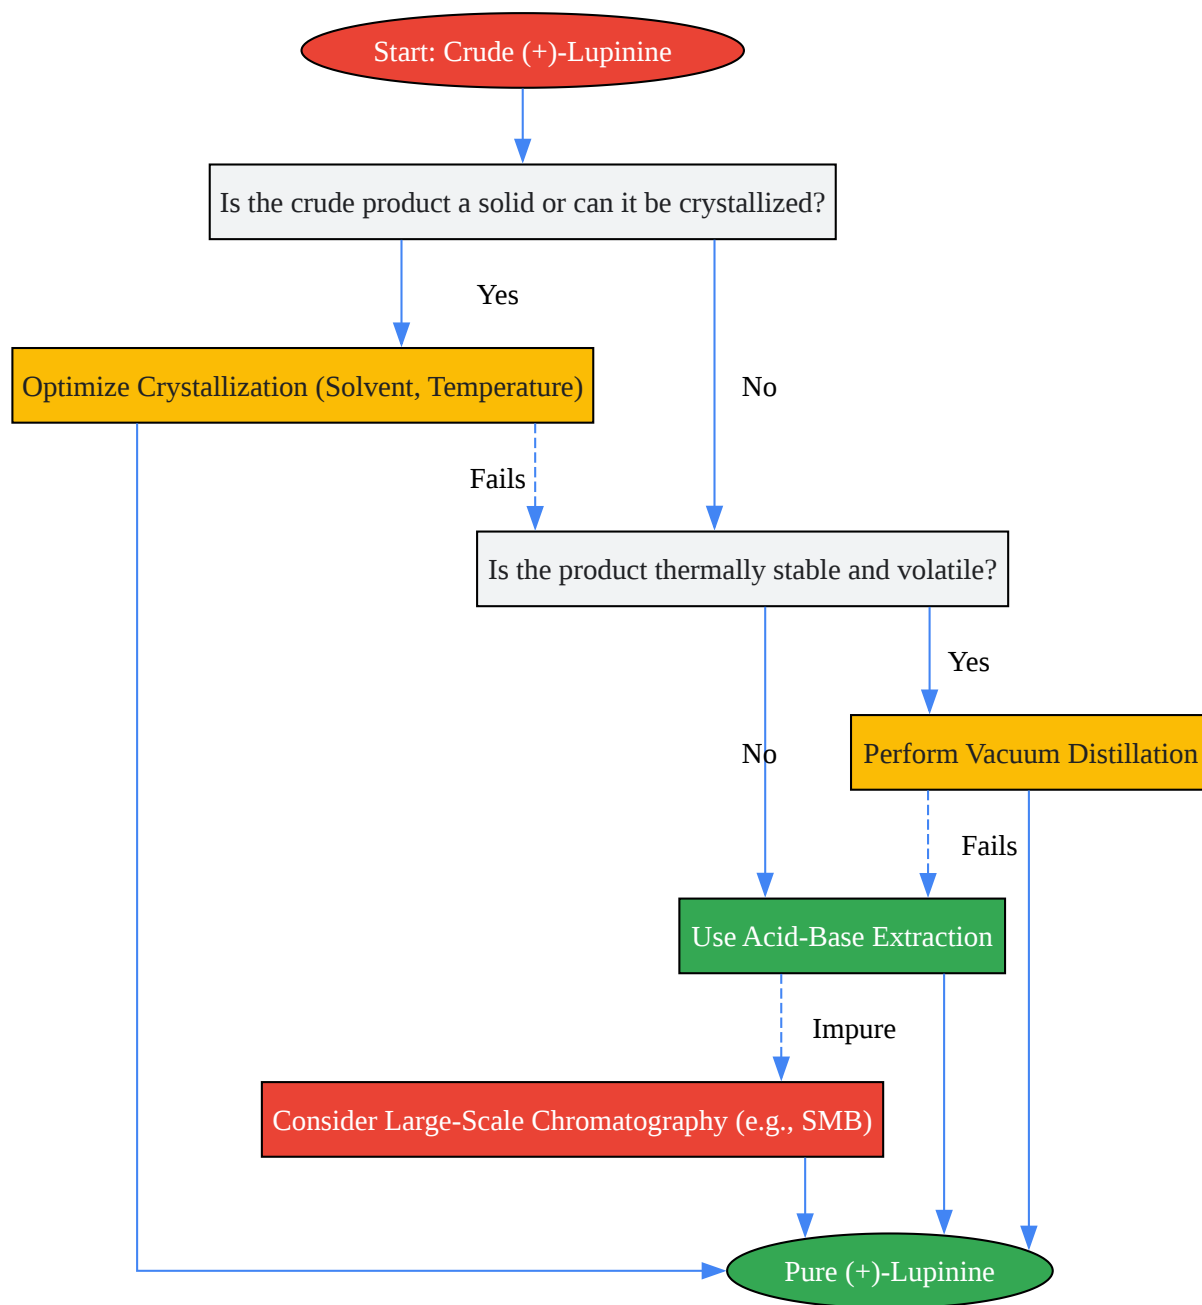 Start: Crude (+)-Lupinine
Is the crude product a solid or can it be crystallized?
Yes
Optimize Crystallization (Solvent, Temperature)
No
Fails
Is the product thermally stable and volatile?
Yes
No
Perform Vacuum Distillation
Fails
Use Acid-Base Extraction
Impure
Consider Large-Scale Chromatography (e.g., SMB)
Pure (+)-Lupinine